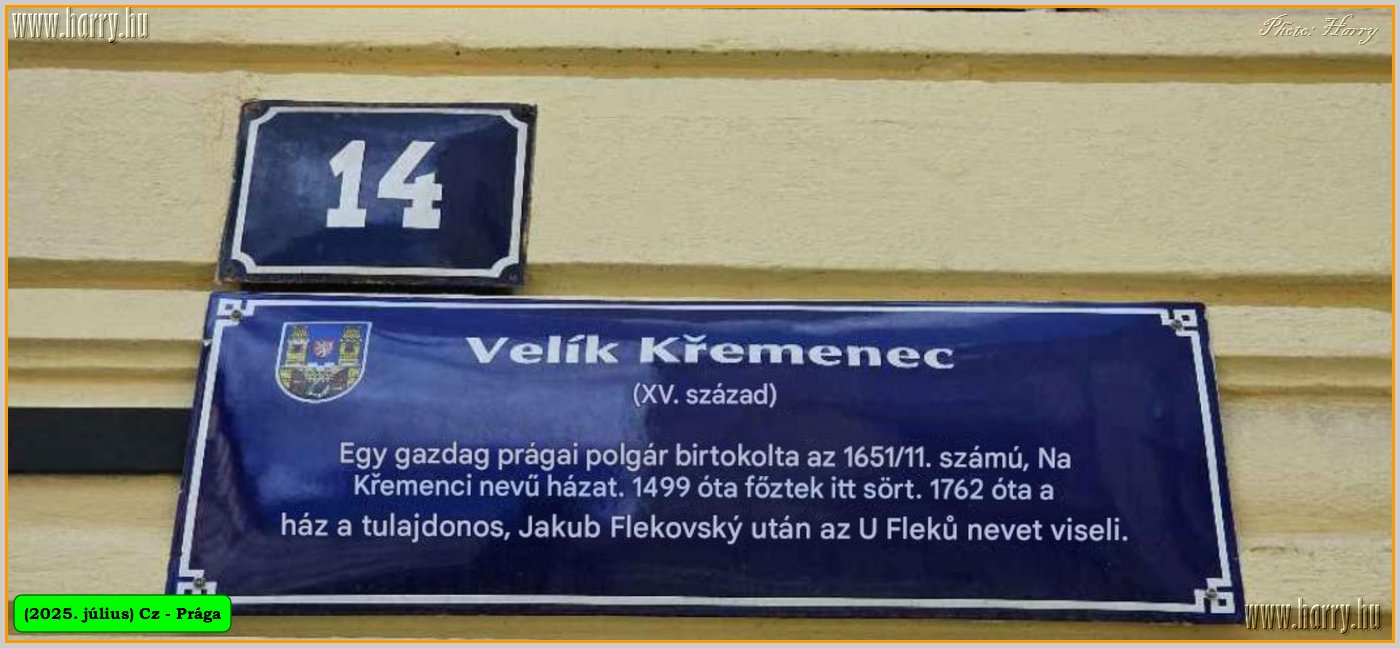 www.harry.hu
Photo: Harry
14
Velík Křemenec
(XV. század)
Egy gazdag prágai polgár birtokolta az 1651/11. számú, Na
Křemenci nevű házat. 1499 óta főztek itt sört. 1762 óta a
ház a tulajdonos, Jakub Flekovský után az U Fleků nevet viseli.
(2025. július) Cz - Prága
www.harry.hu